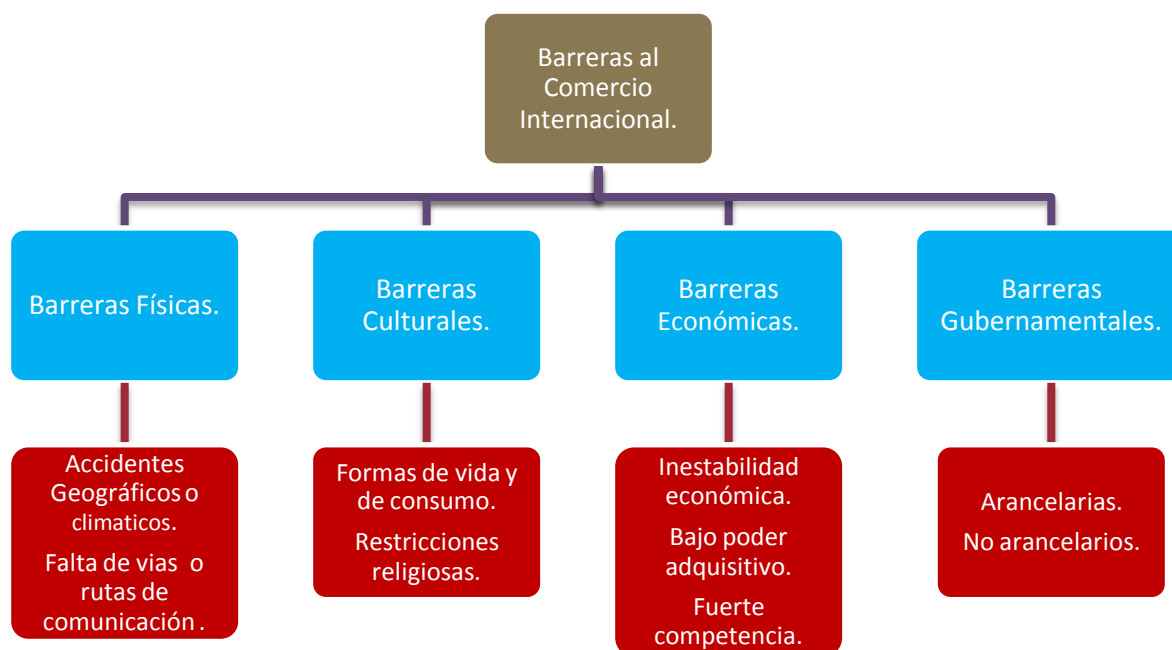 Barreras al
Comercio
Internacional.
Barreras Físicas.
Barreras
Culturales.
Barreras
Económicas.
Barreras
Gubernamentales.
Accidentes
Geográficos o
climaticos.
Falta de vias o
rutas de
comunicación .
Formas de vida y
de consumo.
Restricciones
religiosas.
Inestabilidad
económica.
Bajo poder
adquisitivo.
Fuerte
competencia.
Arancelarias.
No arancelarios.